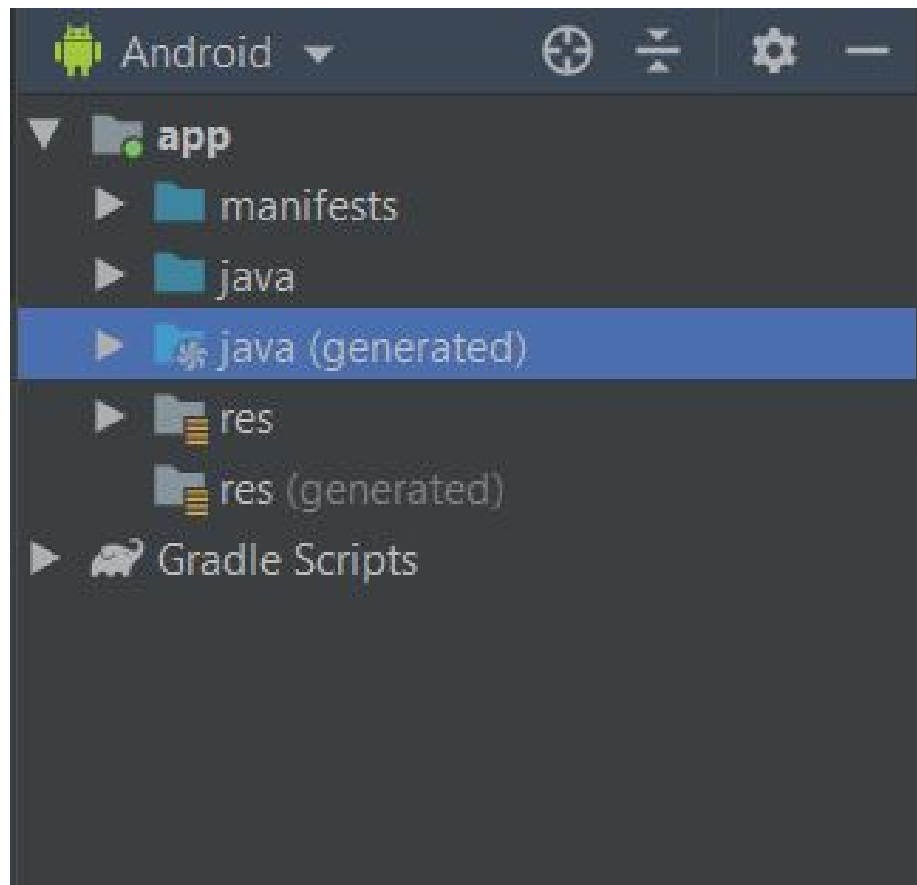 Android
app
manifests
java
java (generated)
res
res (generated)
Gradle Scripts